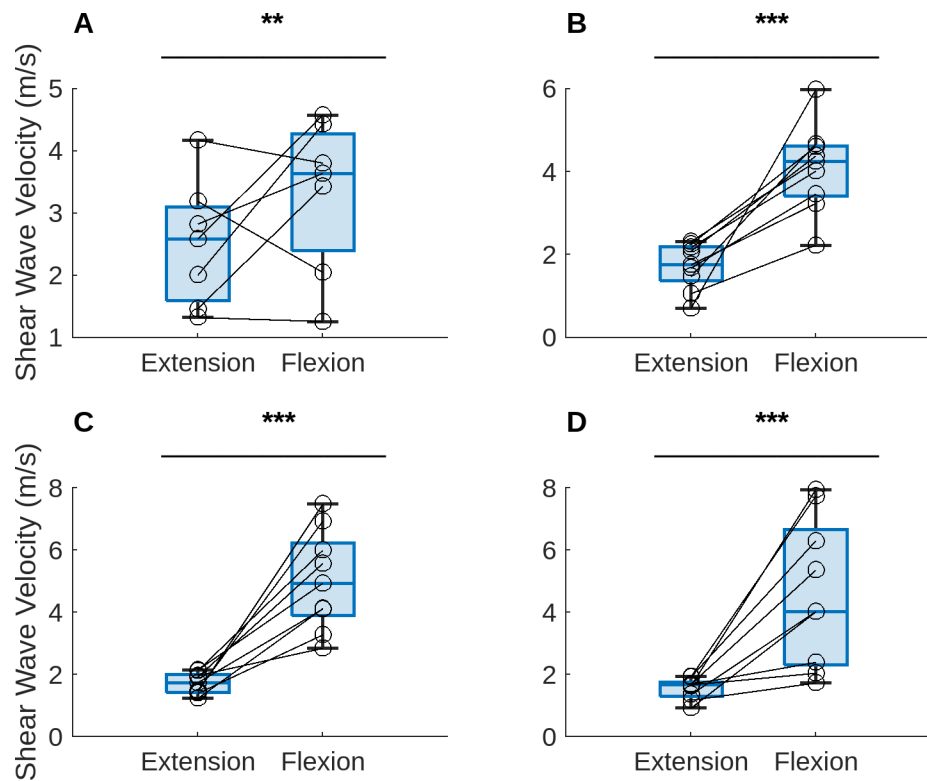 A
**
Shear Wave Velocity (m/s)
5
4
3
2
1
Extension
Flexion
B
***
6
4
2
0
Extension
Flexion
C
***
Shear Wave Velocity (m/s)
8
6
4
2
0
Extension
Flexion
D
***
8
6
4
2
0
Extension
Flexion